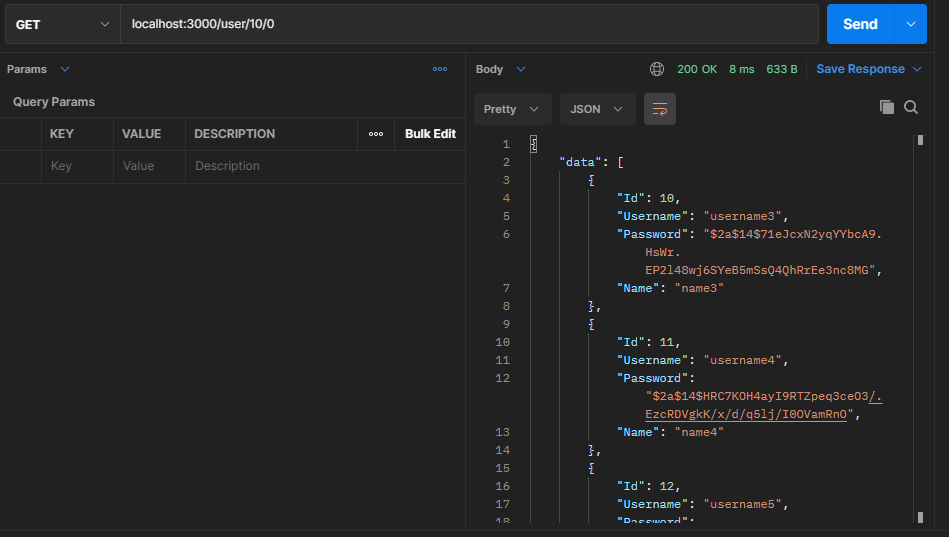 GET localhost:3000/user/10/0 Send
Params Body 200 OK 8 ms 633 B Save Response
Query Params
Pretty JSON
KEY VALUE DESCRIPTION Bulk Edit
Key Value Description
1 {
2 "data": [
3 {
4 "Id": 10,
5 "Username": "username3",
6 "Password": "$2a$14$71eJcxN2yqYYbcA9.
HsWr.
EP2l48wj6SYeB5mSsQ4QhRrEe3nc8MG",
7 "Name": "name3"
8 },
9 {
10 "Id": 11,
11 "Username": "username4",
12 "Password":
"$2a$14$HRC7KOH4ayI9RTZpeq3ceO3/.
EzcRDVgkK/x/d/q5lj/I0OVamRnO",
13 "Name": "name4"
14 },
15 {
16 "Id": 12,
17 "Username": "username5",
18 "Password":